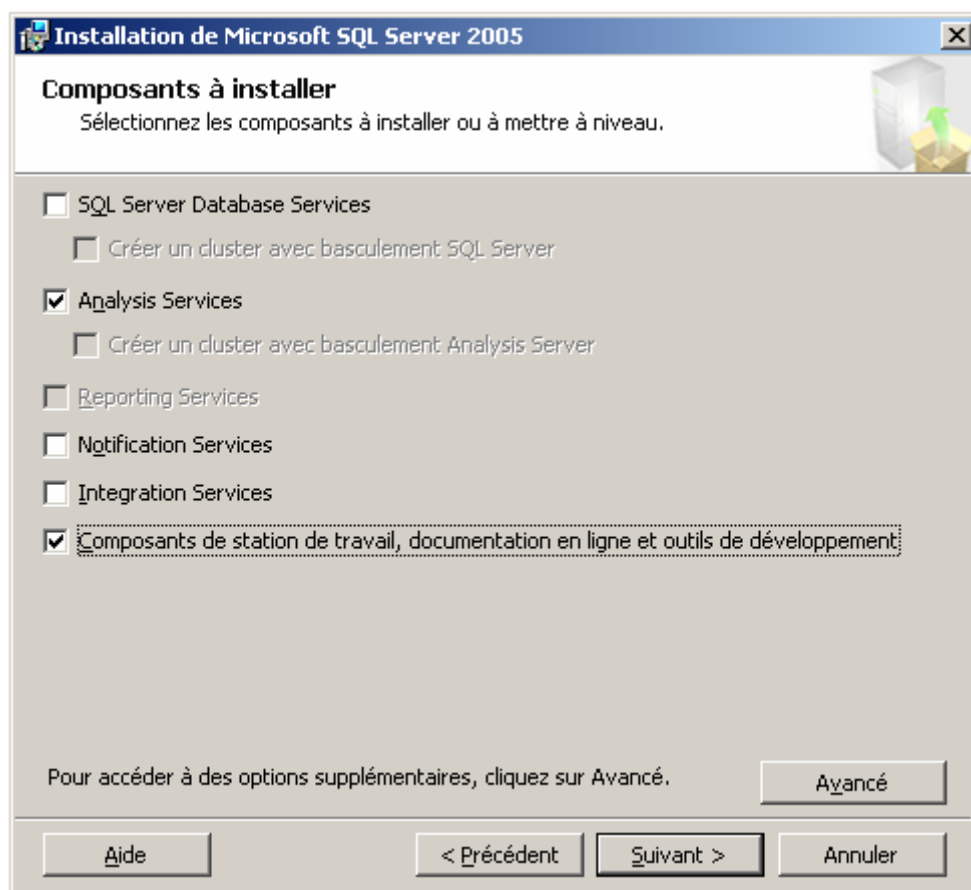 Installation de Microsoft SQL Server 2005
Composants à installer
Sélectionnez les composants à installer ou à mettre à niveau.
SQL Server Database Services
Créer un cluster avec basculement SQL Server
Analysis Services
Créer un cluster avec basculement Analysis Server
Reporting Services
Notification Services
Integration Services
Composants de station de travail, documentation en ligne et outils de développement
Pour accéder à des options supplémentaires, cliquez sur Avancé.
Avancé
Aide
< Précédent
Suivant >
Annuler